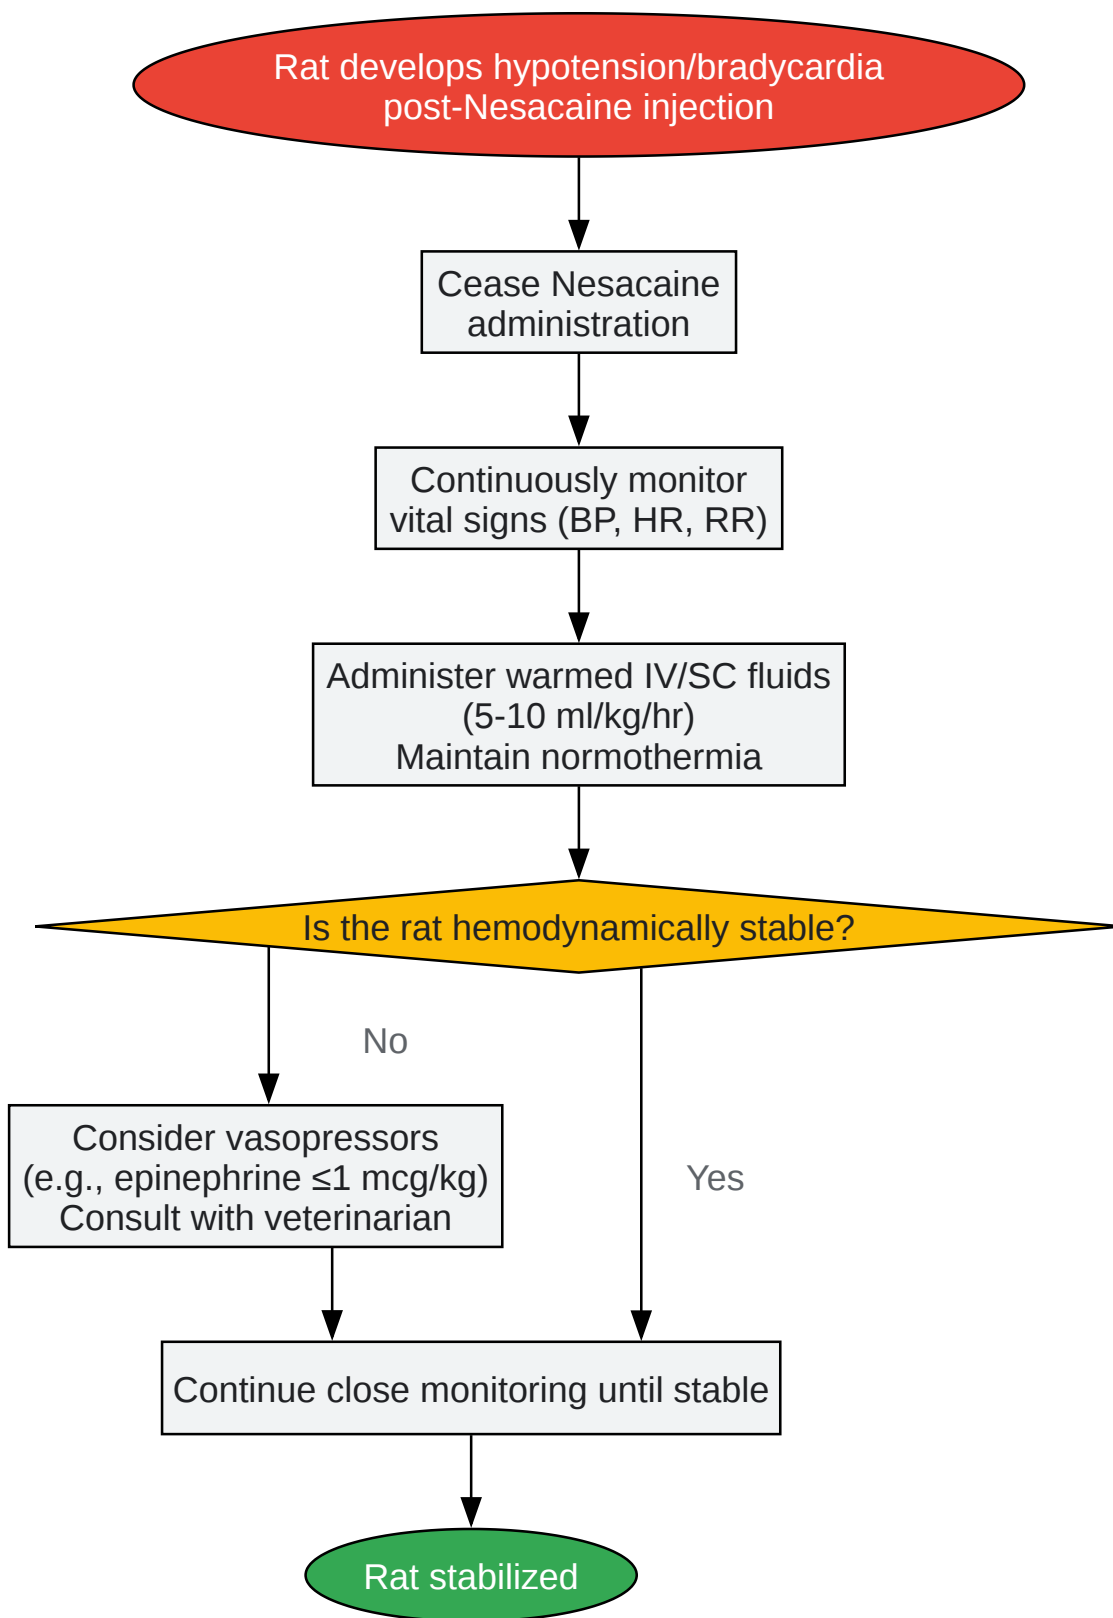 Rat develops hypotension/bradycardia
post-Nesacaine injection
Cease Nesacaine
administration
Continuously monitor
vital signs (BP, HR, RR)
Administer warmed IV/SC fluids
(5-10 ml/kg/hr)
Maintain normothermia
Is the rat hemodynamically stable?
No
Consider vasopressors
(e.g., epinephrine ≤1 mcg/kg)
Consult with veterinarian
Yes
Continue close monitoring until stable
Rat stabilized